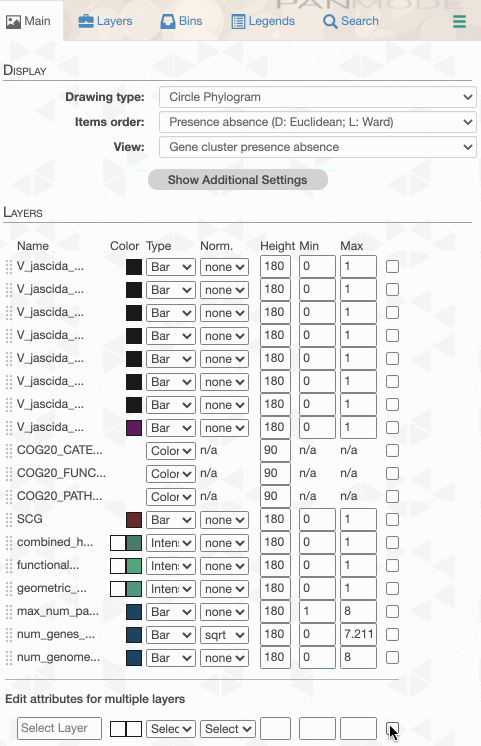 PANMODE
Main Layers Bins Legends Search
DISPLAY
Drawing type: Circle Phylogram
Items order: Presence absence (D: Euclidean; L: Ward)
View: Gene cluster presence absence
Show Additional Settings
LAYERS
Name Color Type Norm. Height Min Max
V_jascida_... Bar none 180 0 1
V_jascida_... Bar none 180 0 1
V_jascida_... Bar none 180 0 1
V_jascida_... Bar none 180 0 1
V_jascida_... Bar none 180 0 1
V_jascida_... Bar none 180 0 1
V_jascida_... Bar none 180 0 1
V_jascida_... Bar none 180 0 1
COG20_CATE... Color n/a 90 n/a n/a
COG20_FUNC... Color n/a 90 n/a n/a
COG20_PATH... Color n/a 90 n/a n/a
SCG Bar none 180 0 1
combined_h... Inten none 180 0 1
functional... Inten none 180 0 1
geometric_... Inten none 180 0 1
max_num_pa... Bar none 180 1 8
num_genes_... Bar sqrt 180 0 7.211
num_genome... Bar none 180 0 8
Edit attributes for multiple layers
Select Layer Selec Select